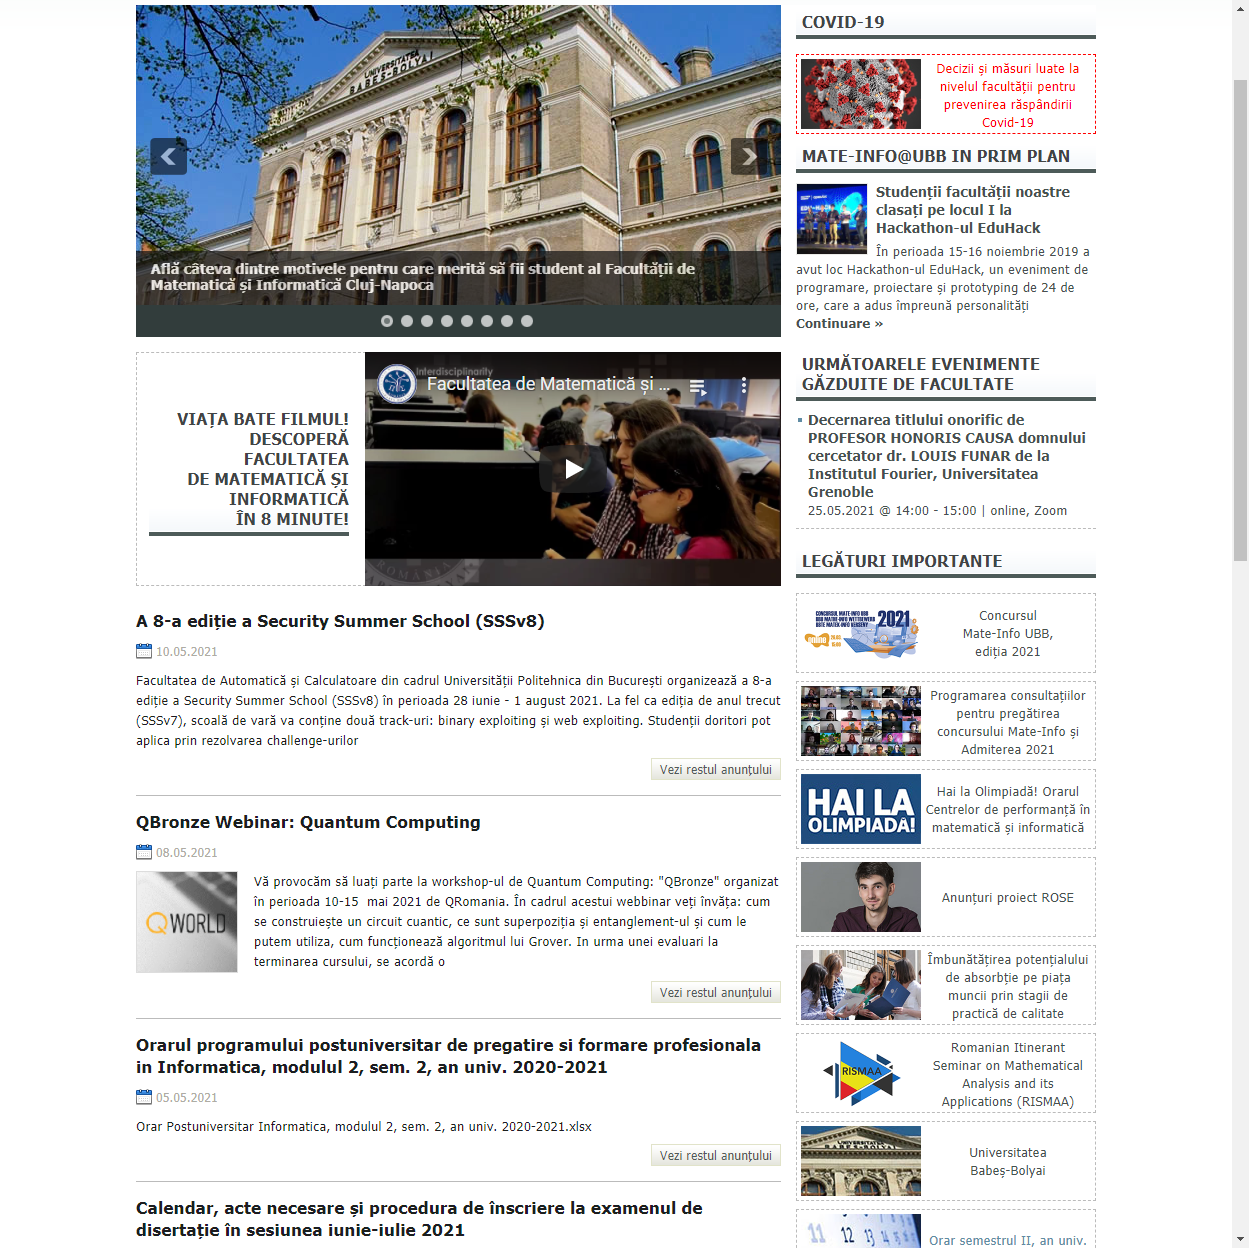 UNIVERSITATEA
BABEȘ-BOLYAI
Află câteva dintre motivele pentru care merită să fii student al Facultății de
Matematică și Informatică Cluj-Napoca
VIAȚA BATE FILMUL!
DESCOPERĂ
FACULTATEA
DE MATEMATICĂ ȘI
INFORMATICĂ
ÎN 8 MINUTE!
Interdisciplinarity
Facultatea de Matematică și ...
A 8-a ediție a Security Summer School (SSSv8)
10.05.2021
Facultatea de Automatică și Calculatoare din cadrul Universității Politehnica din București organizează a 8-a
ediție a Security Summer School (SSSv8) în perioada 28 iunie - 1 august 2021. La fel ca ediția de anul trecut
(SSSv7), scoală de vară va conține două track-uri: binary exploiting și web exploiting. Studenții doritori pot
aplica prin rezolvarea challenge-urilor
Vezi restul anunțului
QBronze Webinar: Quantum Computing
08.05.2021
QWORLD
Vă provocăm să luați parte la workshop-ul de Quantum Computing: "QBronze" organizat
în perioada 10-15  mai 2021 de QRomania. În cadrul acestui webbinar veți învăța: cum
se construiește un circuit cuantic, ce sunt superpoziția și entanglement-ul și cum le
putem utiliza, cum funcționează algoritmul lui Grover. In urma unei evaluari la
terminarea cursului, se acordă o
Vezi restul anunțului
Orarul programului postuniversitar de pregatire si formare profesionala
in Informatica, modulul 2, sem. 2, an univ. 2020-2021
05.05.2021
Orar Postuniversitar Informatica, modulul 2, sem. 2, an univ. 2020-2021.xlsx
Vezi restul anunțului
Calendar, acte necesare și procedura de înscriere la examenul de
disertație în sesiunea iunie-iulie 2021
COVID-19
Decizii și măsuri luate la
nivelul facultății pentru
prevenirea răspândirii
Covid-19
MATE-INFO@UBB IN PRIM PLAN
Studenții facultății noastre
clasați pe locul I la
Hackathon-ul EduHack
În perioada 15-16 noiembrie 2019 a
avut loc Hackathon-ul EduHack, un eveniment de
programare, proiectare și prototyping de 24 de
ore, care a adus împreună personalități
Continuare »
URMĂTOARELE EVENIMENTE
GĂZDUITE DE FACULTATE
Decernarea titlului onorific de
PROFESOR HONORIS CAUSA domnului
cercetator dr. LOUIS FUNAR de la
Institutul Fourier, Universitatea
Grenoble
25.05.2021 @ 14:00 - 15:00 | online, Zoom
LEGĂTURI IMPORTANTE
CONCURSUL MATE-INFO UBB
2021
Concursul
Mate-Info UBB,
ediția 2021
Programarea consultațiilor
pentru pregătirea
concursului Mate-Info și
Admiterea 2021
HAI LA
OLIMPIADĂ!
Hai la Olimpiadă! Orarul
Centrelor de performanță în
matematică și informatică
Anunțuri proiect ROSE
Îmbunătățirea potențialului
de absorbție pe piața
muncii prin stagii de
practică de calitate
RISMAA
Romanian Itinerant
Seminar on Mathematical
Analysis and its
Applications (RISMAA)
Universitatea
Babeș-Bolyai
11 12 13 14
Orar semestrul II, an univ.